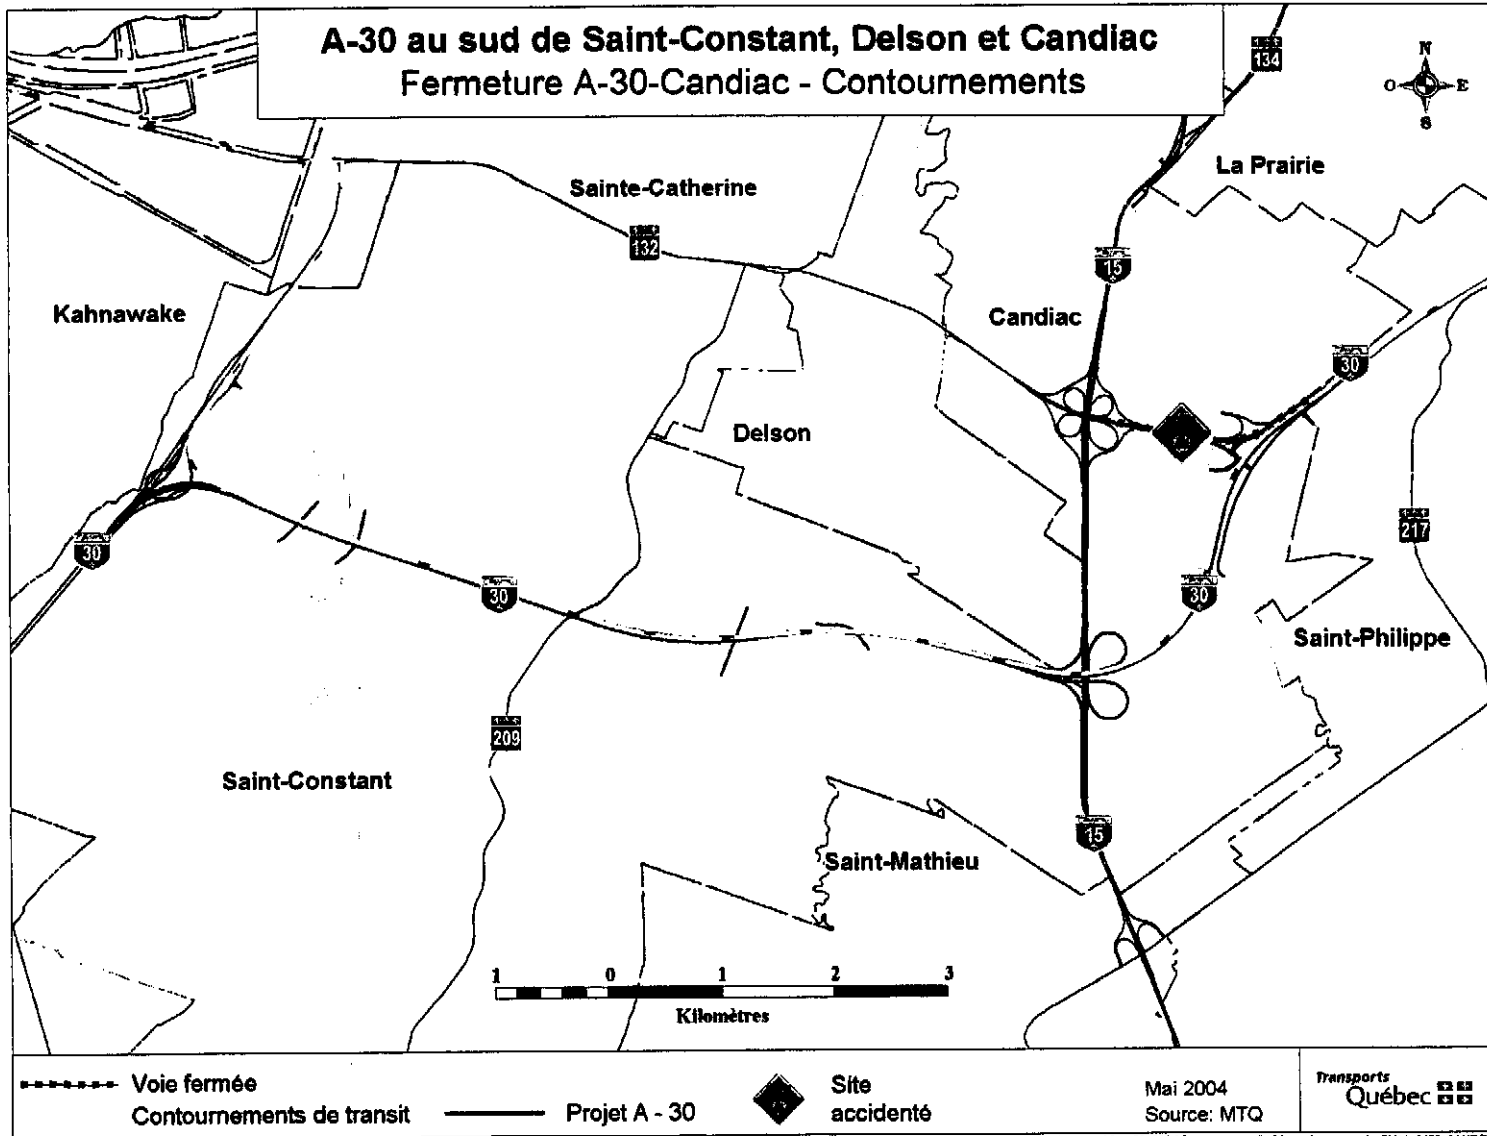 A-30 au sud de Saint-Constant, Delson et Candiac
Fermeture A-30-Candiac - Contournements
134
N
O E
S
La Prairie
Sainte-Catherine
132
15
Kahnawake
Candiac
30
Delson
217
30
30
30
Saint-Philippe
209
Saint-Constant
15
Saint-Mathieu
1 0 1 2 3
Kilomètres
Voie fermée
Contournements de transit
Projet A - 30
Site
accidenté
Mai 2004
Source: MTQ
Transports
Québec